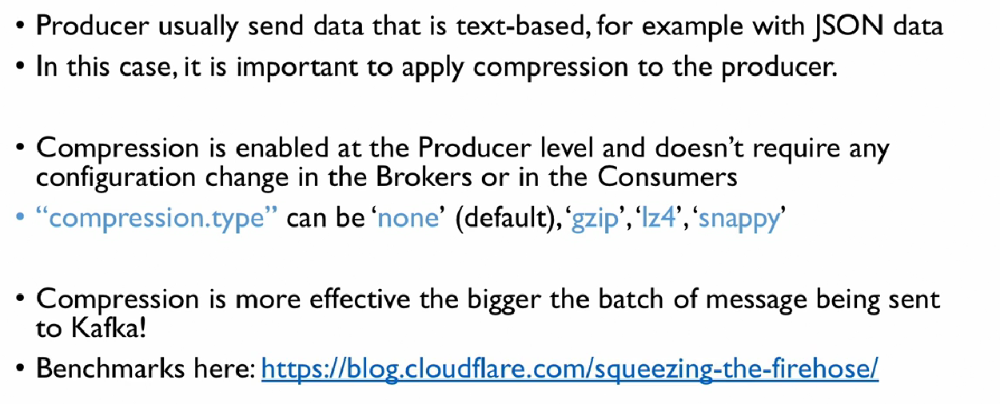 • Producer usually send data that is text-based, for example with JSON data
• In this case, it is important to apply compression to the producer.
• Compression is enabled at the Producer level and doesn’t require any
configuration change in the Brokers or in the Consumers
• “compression.type” can be ‘none’ (default), ‘gzip’, ‘lz4’, ‘snappy’
• Compression is more effective the bigger the batch of message being sent
to Kafka!
• Benchmarks here: https://blog.cloudflare.com/squeezing-the-firehose/